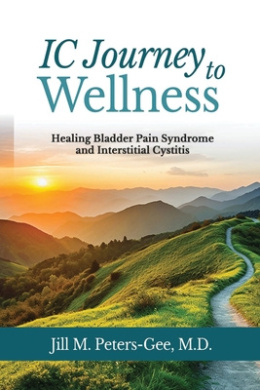 IC Journey to
Wellness
Healing Bladder Pain Syndrome
and Interstitial Cystitis
Jill M. Peters-Gee, M.D.